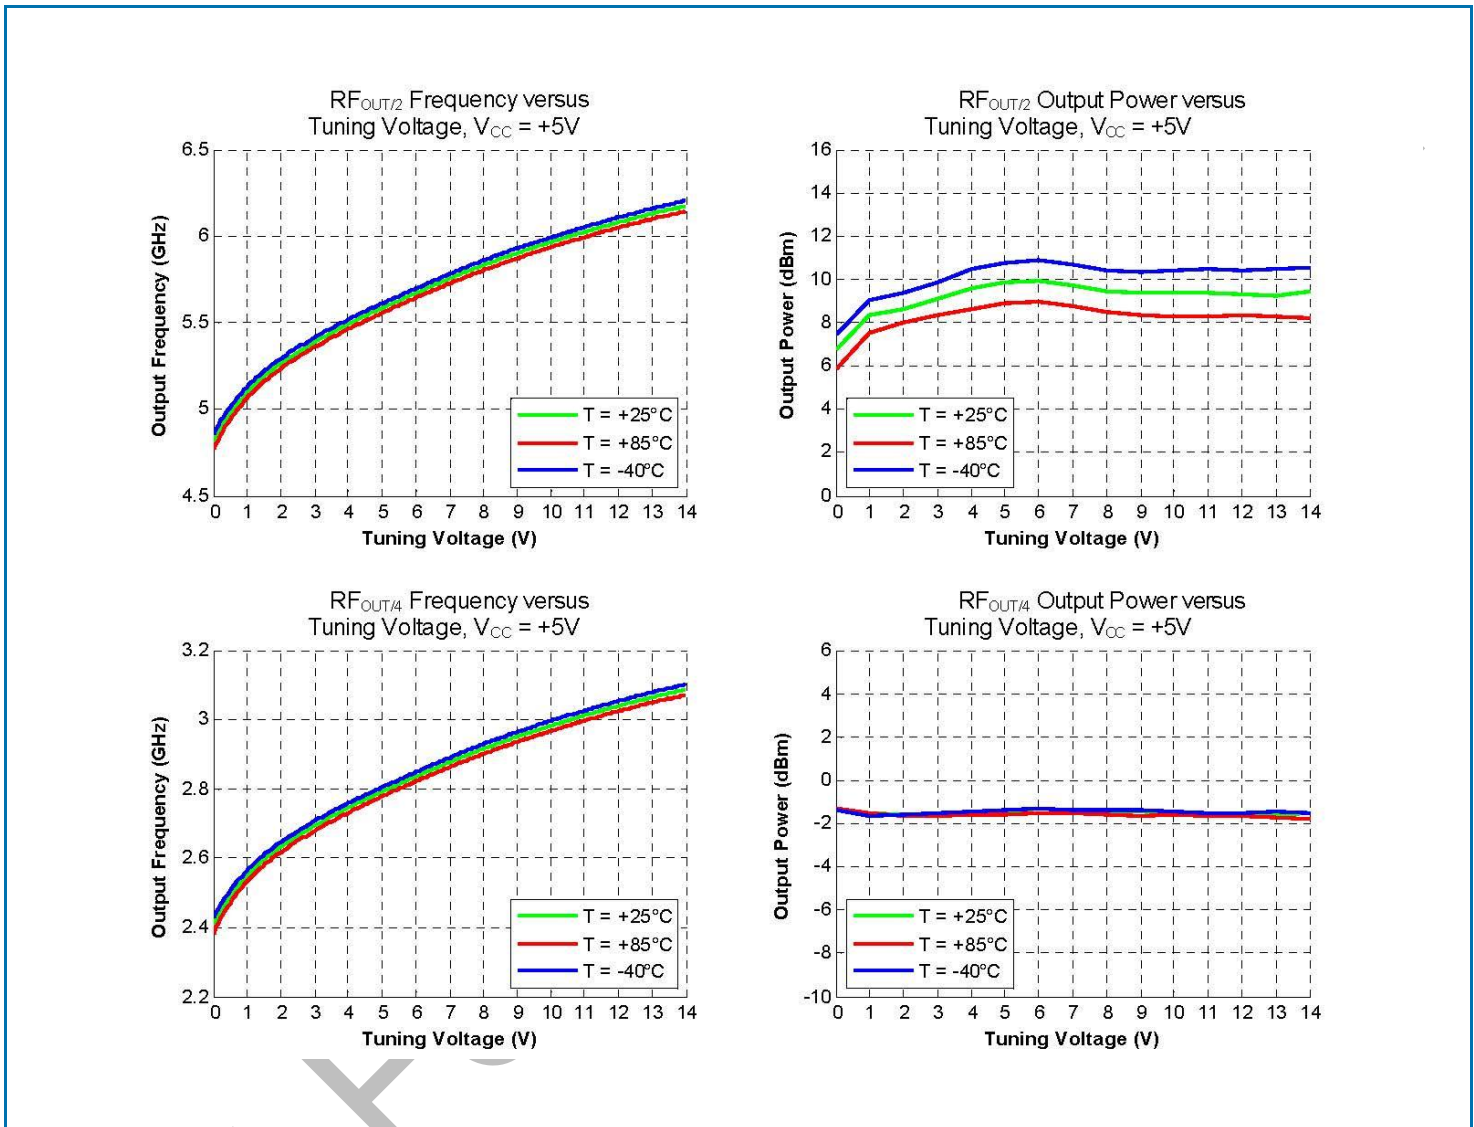 RFOUT/2 Frequency versus
Tuning Voltage, VCC = +5V
6.5
6
5.5
5
4.5
Output Frequency (GHz)
T = +25°C
T = +85°C
T = -40°C
0 1 2 3 4 5 6 7 8 9 10 11 12 13 14
Tuning Voltage (V)
RFOUT/2 Output Power versus
Tuning Voltage, VCC = +5V
16
14
12
10
8
6
4
2
0
Output Power (dBm)
T = +25°C
T = +85°C
T = -40°C
0 1 2 3 4 5 6 7 8 9 10 11 12 13 14
Tuning Voltage (V)
RFOUT/4 Frequency versus
Tuning Voltage, VCC = +5V
3.2
3
2.8
2.6
2.4
2.2
Output Frequency (GHz)
T = +25°C
T = +85°C
T = -40°C
0 1 2 3 4 5 6 7 8 9 10 11 12 13 14
Tuning Voltage (V)
RFOUT/4 Output Power versus
Tuning Voltage, VCC = +5V
6
4
2
0
-2
-4
-6
-8
-10
Output Power (dBm)
T = +25°C
T = +85°C
T = -40°C
0 1 2 3 4 5 6 7 8 9 10 11 12 13 14
Tuning Voltage (V)